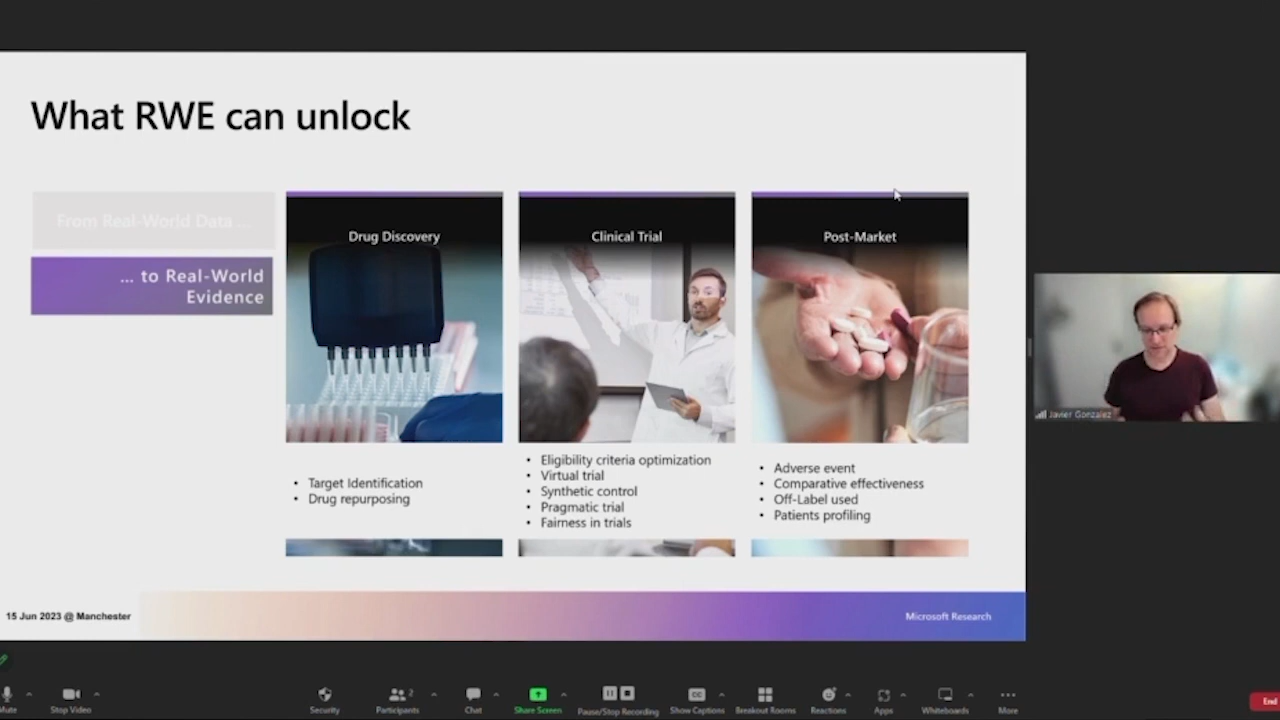 What RWE can unlock
From Real-World Data ...
... to Real-World
Evidence
Drug Discovery
Target Identification
Drug repurposing
Clinical Trial
Eligibility criteria optimization
Virtual trial
Synthetic control
Pragmatic trial
Fairness in trials
Post-Market
Adverse event
Comparative effectiveness
Off-Label used
Patients profiling
15 Jun 2023 @ Manchester
Microsoft Research
Javier Gonzalez
Mute
Stop Video
Security
Participants
2
Chat
Share Screen
Pause/Stop Recording
CC
Show Captions
Breakout Rooms
Reactions
Apps
Whiteboards
More
End